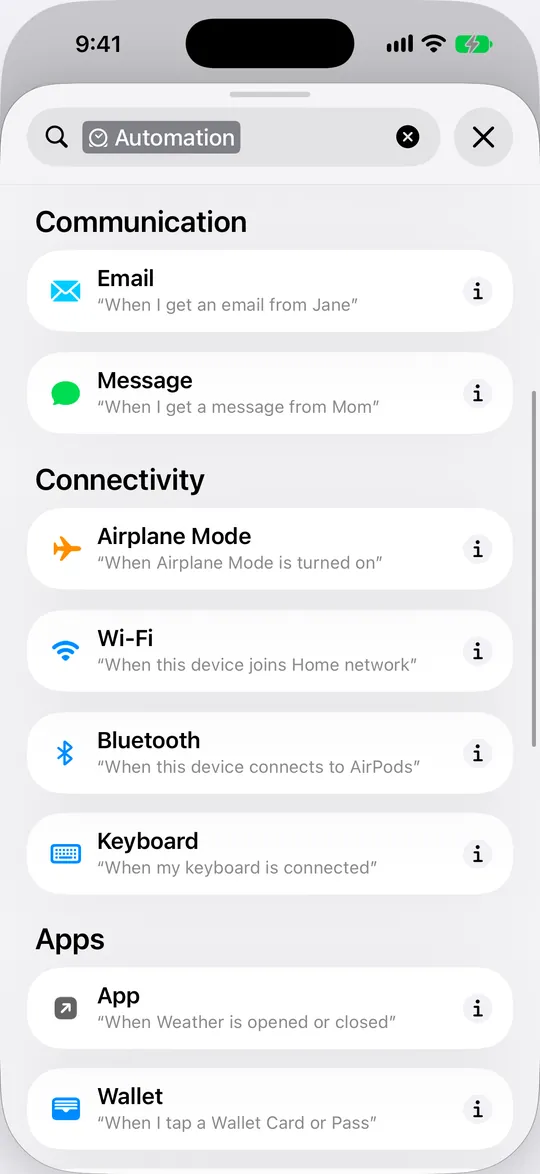 9:41
Automation
Communication
Email
“When I get an email from Jane”
Message
“When I get a message from Mom”
Connectivity
Airplane Mode
“When Airplane Mode is turned on”
Wi-Fi
“When this device joins Home network”
Bluetooth
“When this device connects to AirPods”
Keyboard
“When my keyboard is connected”
Apps
App
“When Weather is opened or closed”
Wallet
“When I tap a Wallet Card or Pass”